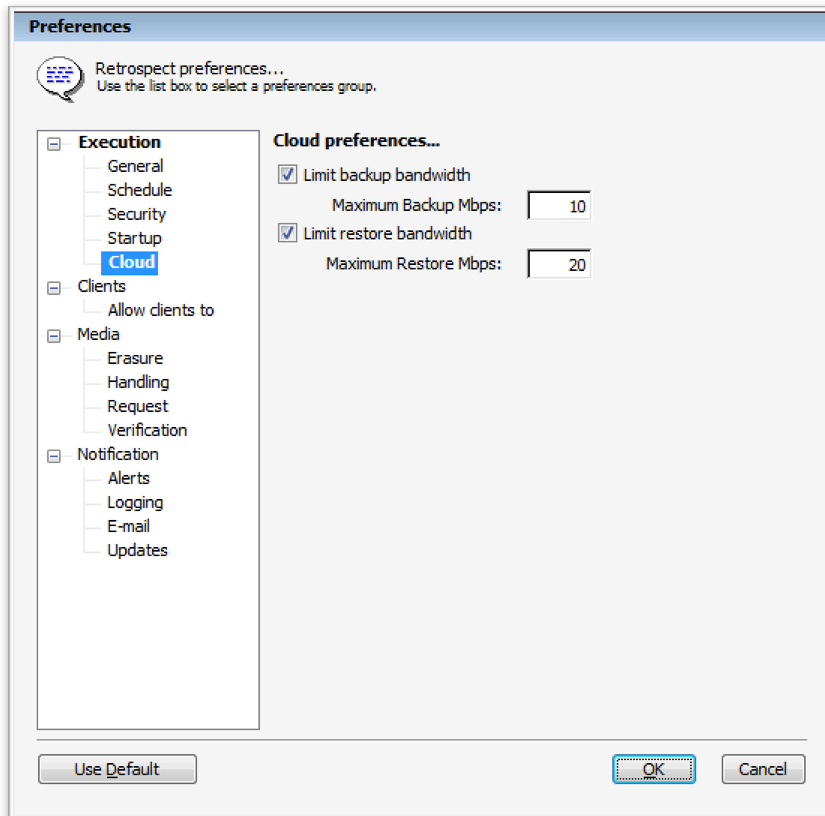 Preferences
Retrospect preferences...
Use the list box to select a preferences group.
Execution
General
Schedule
Security
Startup
Cloud
Clients
Allow clients to
Media
Erasure
Handling
Request
Verification
Notification
Alerts
Logging
E-mail
Updates
Cloud preferences...
Limit backup bandwidth
Maximum Backup Mbps: 10
Limit restore bandwidth
Maximum Restore Mbps: 20
Use Default OK Cancel